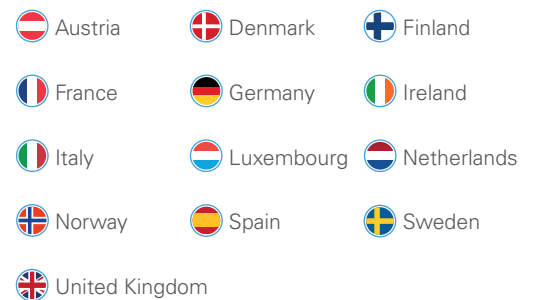 Austria Denmark Finland
France Germany Ireland
Italy Luxembourg Netherlands
Norway Spain Sweden
United Kingdom